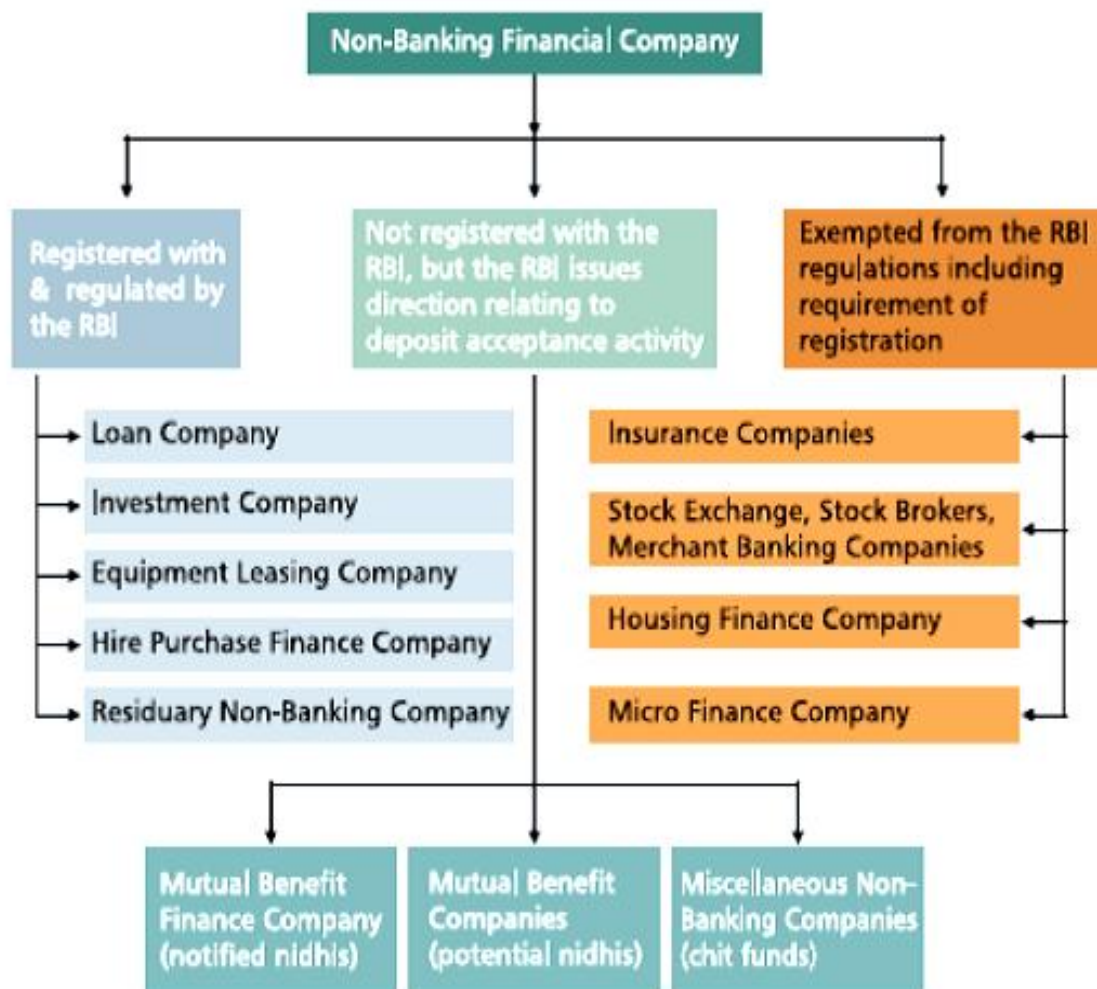 Non-Banking Financial Company
Registered with
& regulated by
the RBI
Not registered with the
RBI, but the RBI issues
direction relating to
deposit acceptance activity
Exempted from the RBI
regulations including
requirement of
registration
Loan Company
Investment Company
Equipment Leasing Company
Hire Purchase Finance Company
Residuary Non-Banking Company
Insurance Companies
Stock Exchange, Stock Brokers,
Merchant Banking Companies
Housing Finance Company
Micro Finance Company
Mutual Benefit
Finance Company
(notified nidhis)
Mutual Benefit
Companies
(potential nidhis)
Miscellaneous Non-
Banking Companies
(chit funds)